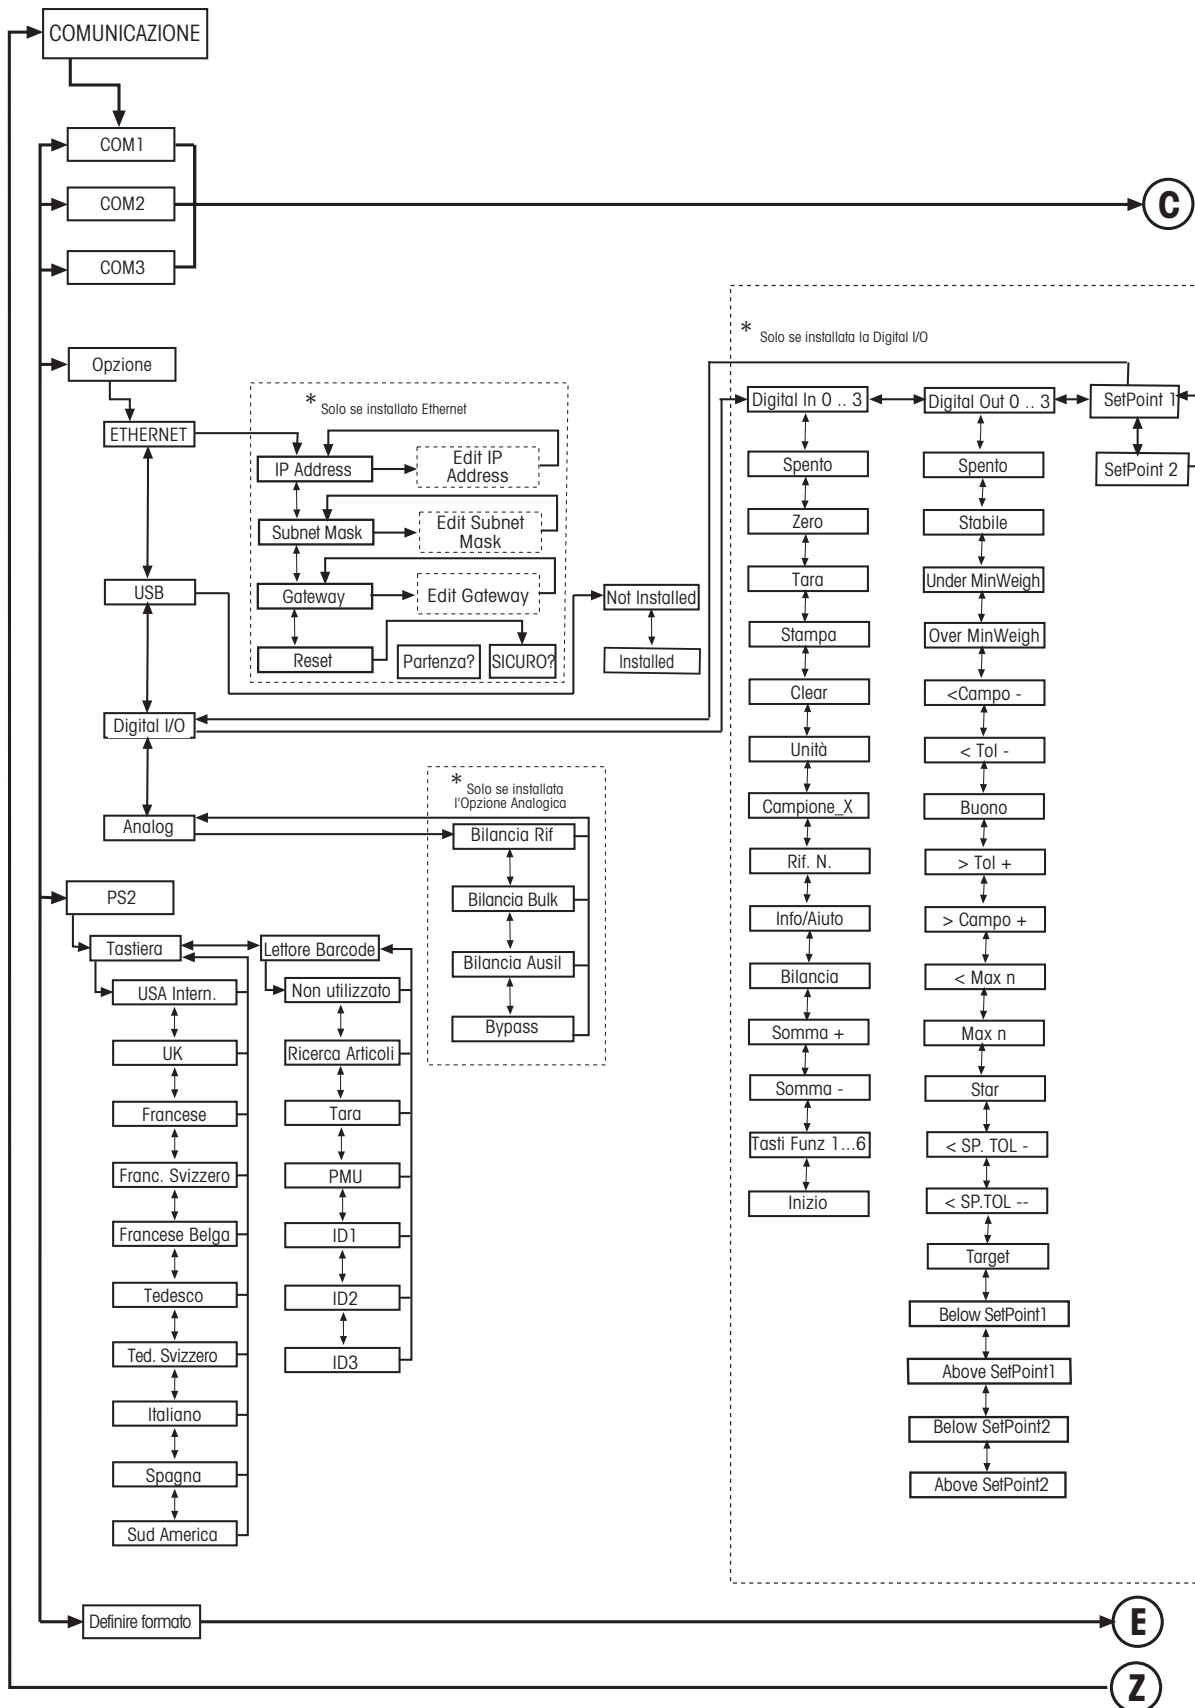 COMUNICAZIONE
COM1
COM2
C
COM3
Opzione
ETHERNET
* Solo se installato Ethernet
IP Address
Edit IP
Address
Subnet Mask
Edit Subnet
Mask
Gateway
Edit Gateway
Reset
Partenza?
SICURO?
USB
Not Installed
Installed
Digital I/O
Analog
* Solo se installata
l'Opzione Analogica
Bilancia Rif
Bilancia Bulk
Bilancia Ausil
Bypass
PS2
Tastiera
USA Intern.
UK
Francese
Franc. Svizzero
Francese Belga
Tedesco
Ted. Svizzero
Italiano
Spagna
Sud America
Lettore Barcode
Non utilizzato
Ricerca Articoli
Tara
PMU
ID1
ID2
ID3
* Solo se installata la Digital I/O
Digital In 0 .. 3
Spento
Zero
Tara
Stampa
Clear
Unità
Campione_X
Rif. N.
Info/Aiuto
Bilancia
Somma +
Somma -
Tasti Funz 1...6
Inizio
Digital Out 0 .. 3
Spento
Stabile
Under MinWeigh
Over MinWeigh
<Campo -
< Tol -
Buono
> Tol +
> Campo +
< Max n
Max n
Star
< SP. TOL -
< SP.TOL --
Target
Below SetPoint1
Above SetPoint1
Below SetPoint2
Above SetPoint2
SetPoint 1
SetPoint 2
Definire formato
E
Z